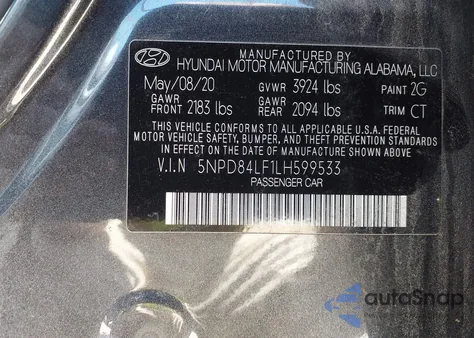 MANUFACTURED BY
HYUNDAI MOTOR MANUFACTURING ALABAMA, LLC
May/08/20 GVWR 3924 lbs PAINT 2G
GAWR FRONT 2183 lbs GAWR REAR 2094 lbs TRIM CT
THIS VEHICLE CONFORMS TO ALL APPLICABLE U.S.A. FEDERAL
MOTOR VEHICLE SAFETY, BUMPER, AND THEFT PREVENTION STANDARDS
IN EFFECT ON THE DATE OF MANUFACTURE SHOWN ABOVE.
V.I.N 5NPD84LF1LH599533
PASSENGER CAR
autoSnap